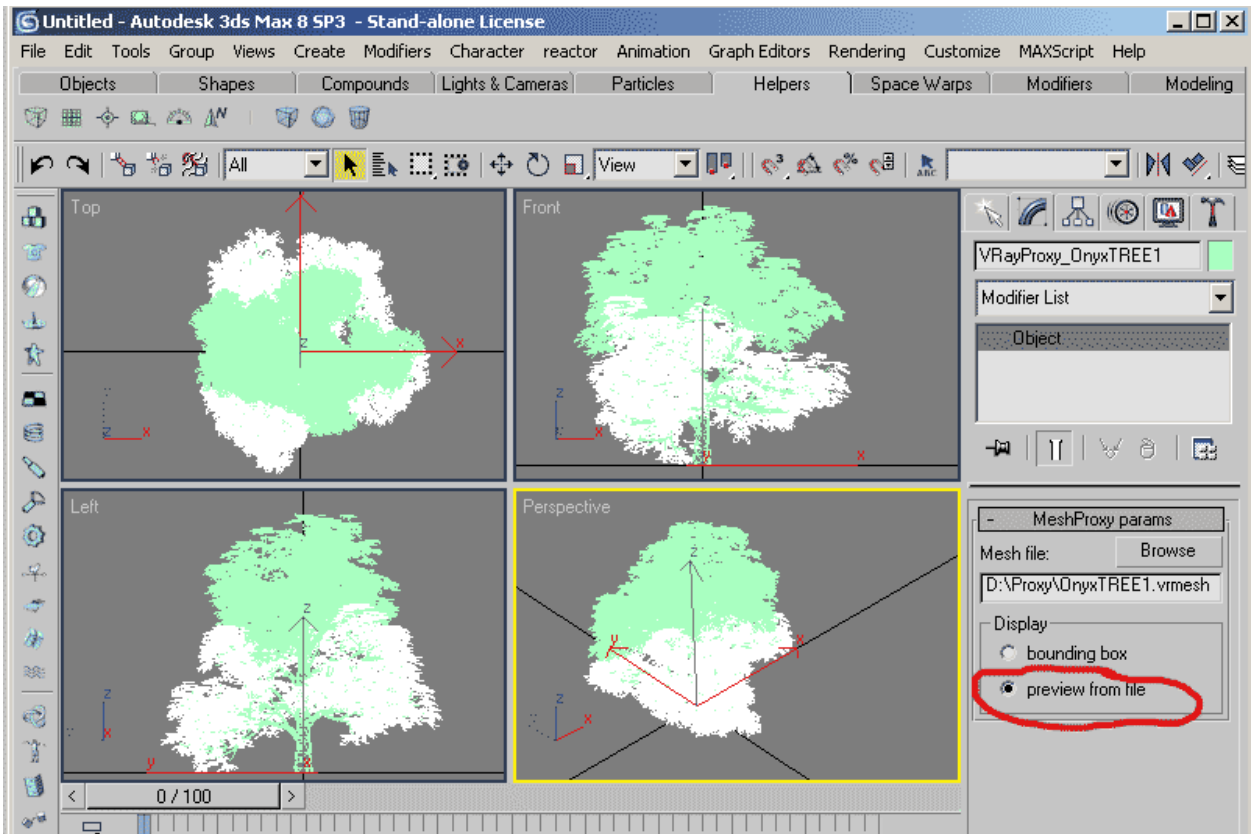 Untitled - Autodesk 3ds Max 8 SP3 - Stand-alone License
File Edit Tools Group Views Create Modifiers Character reactor Animation Graph Editors Rendering Customize MAXScript Help
Objects Shapes Compounds Lights & Cameras Particles Helpers Space Warps Modifiers Modeling
N
All View 3 % ABC
Top
z
x
z x
Front
z
y x
z
x
VRayProxy_OnyxTREE1
Modifier List
Object
Left
z
y x
z
x
Perspective
z
y x
z
x
MeshProxy params
Mesh file: Browse
D:\Proxy\OnyxTREE1.vrmesh
Display
bounding box
preview from file
< 0 / 100 >